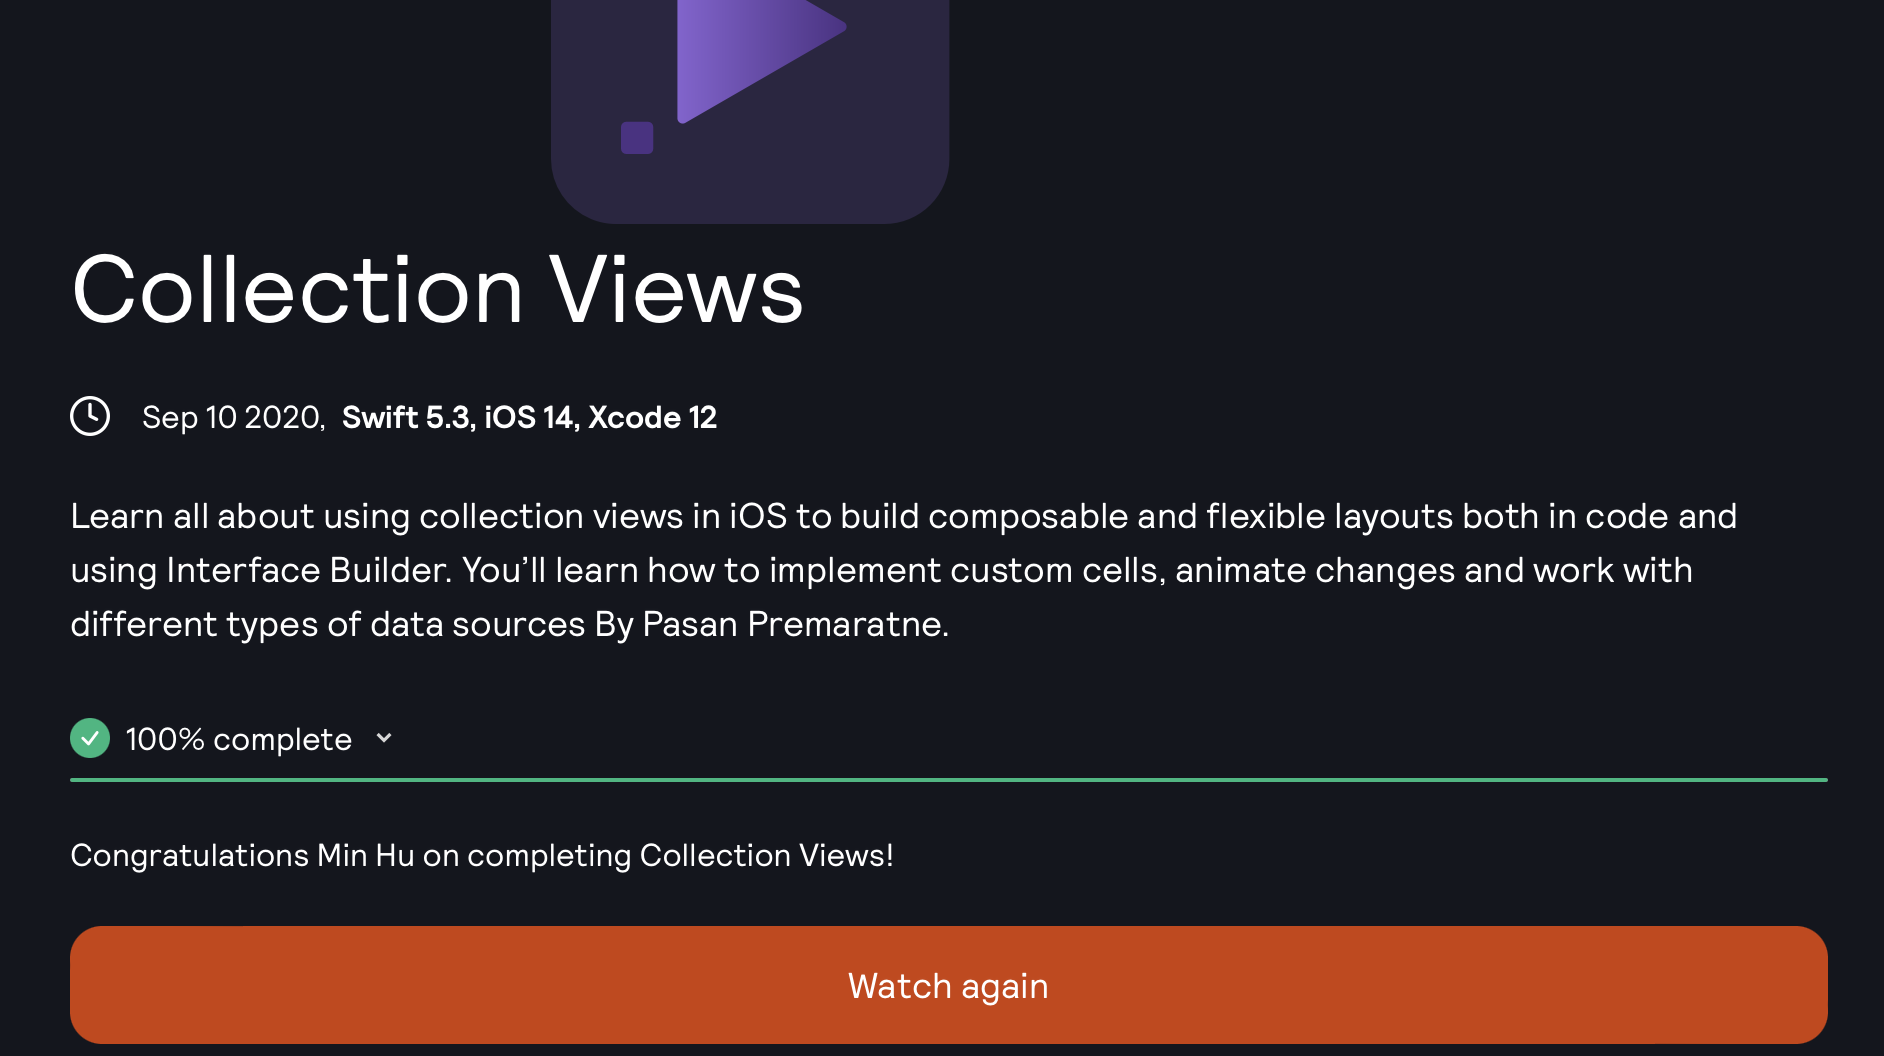 Collection Views
Sep 10 2020, Swift 5.3, iOS 14, Xcode 12
Learn all about using collection views in iOS to build composable and flexible layouts both in code and
using Interface Builder. You’ll learn how to implement custom cells, animate changes and work with
different types of data sources By Pasan Premaratne.
100% complete
Congratulations Min Hu on completing Collection Views!
Watch again